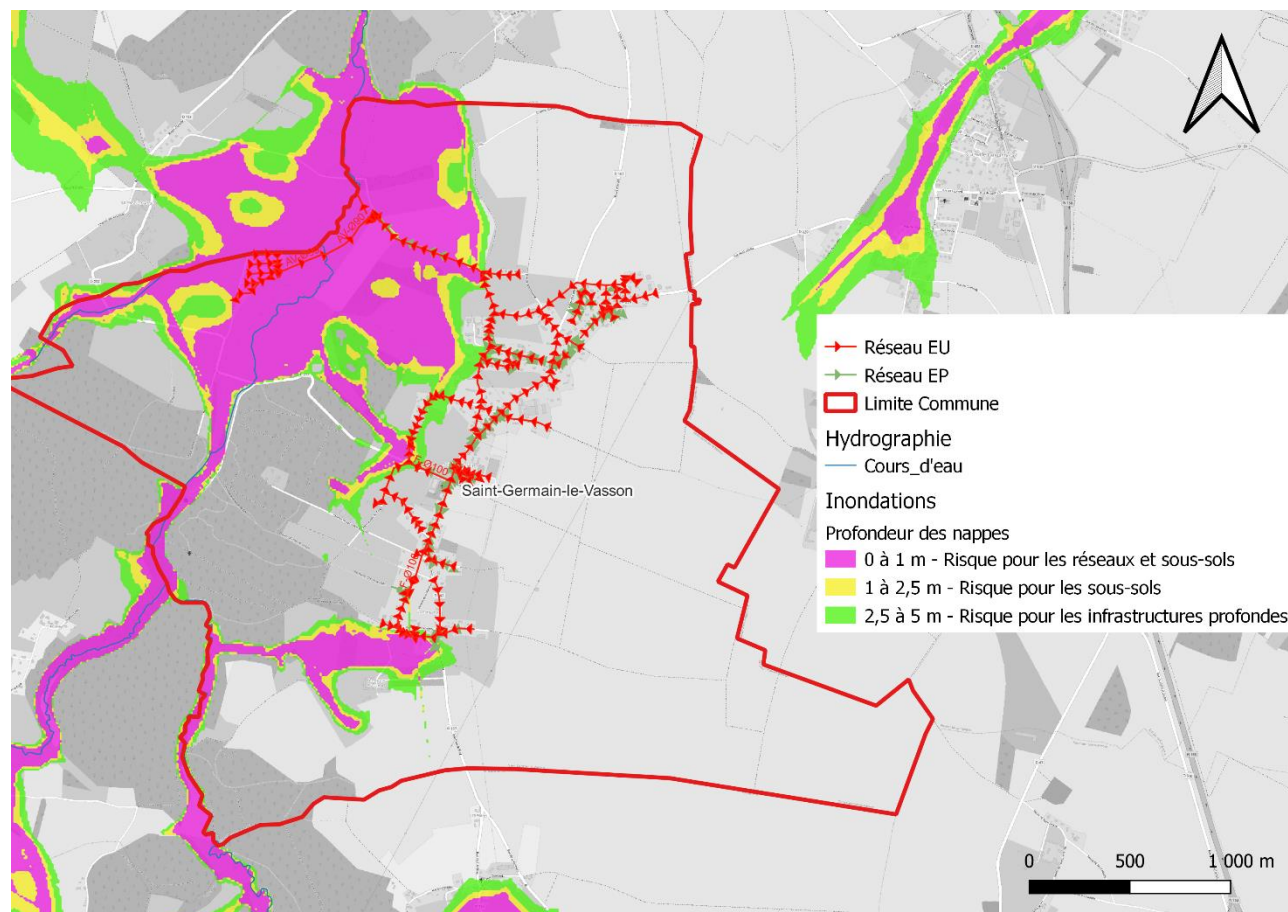 Réseau EU
Réseau EP
Limite Commune
Hydrographie
Cours_d'eau
Inondations
Profondeur des nappes
0 à 1 m - Risque pour les réseaux et sous-sols
1 à 2,5 m - Risque pour les sous-sols
2,5 à 5 m - Risque pour les infrastructures profondes
Saint-Germain-le-Vasson
0 500 1 000 m